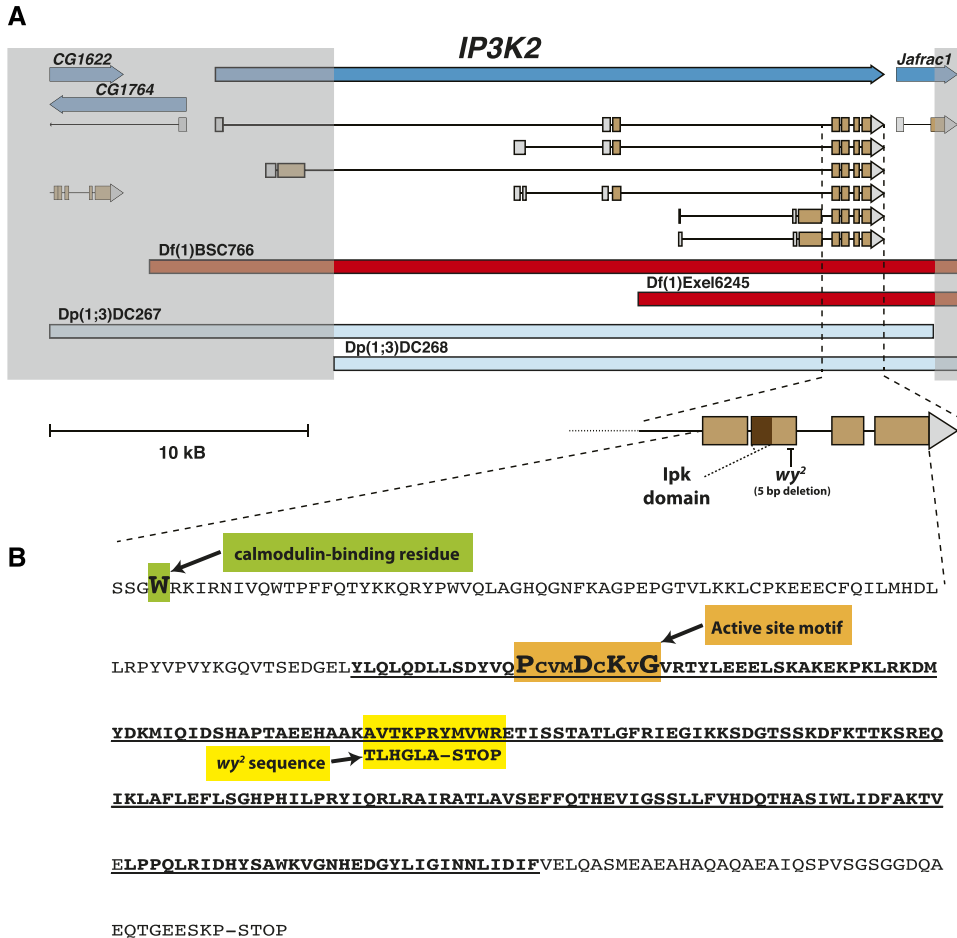 A
IP3K2
CG1622
Jafrac1
CG1764
Df(1)BSC766
Df(1)Exel6245
Dp(1;3)DC267
Dp(1;3)DC268
10 kB
Ipk
domain
wy²
(5 bp deletion)
B
calmodulin-binding residue
SSGWRKIRNIVQWTPFFQTYKKQRYPWVQLAGHQGNFKAGPEPGTVLKKLCPKEEECFQILMHDL
Active site motif
LRPYVPVYKGQVTSEDGELYLQLQDLLSDYVQPCVMDCKVGVRTYLEEELSKAKEKPKLRKDM
YDKMIQIDSHAPTAEEHAAKAVTKPRYMVWRETISSTATLGFRIEGIKKSDGTSSKDFKTTKSREQ
wy² sequence
TLHGLA-STOP
IKLAFLEFLSGHPHILPRYIQRLRAIRATLAVSEFFQTHEVIGSSLLFVHDQTHASIWLIDFAKTV
ELPPQLRIDHYSAWKVGNHEDGYLIGINNLIDIFVELQASMEAEAHAQAQAEAIQSPVSGSGGDQA
EQTGEESKP-STOP